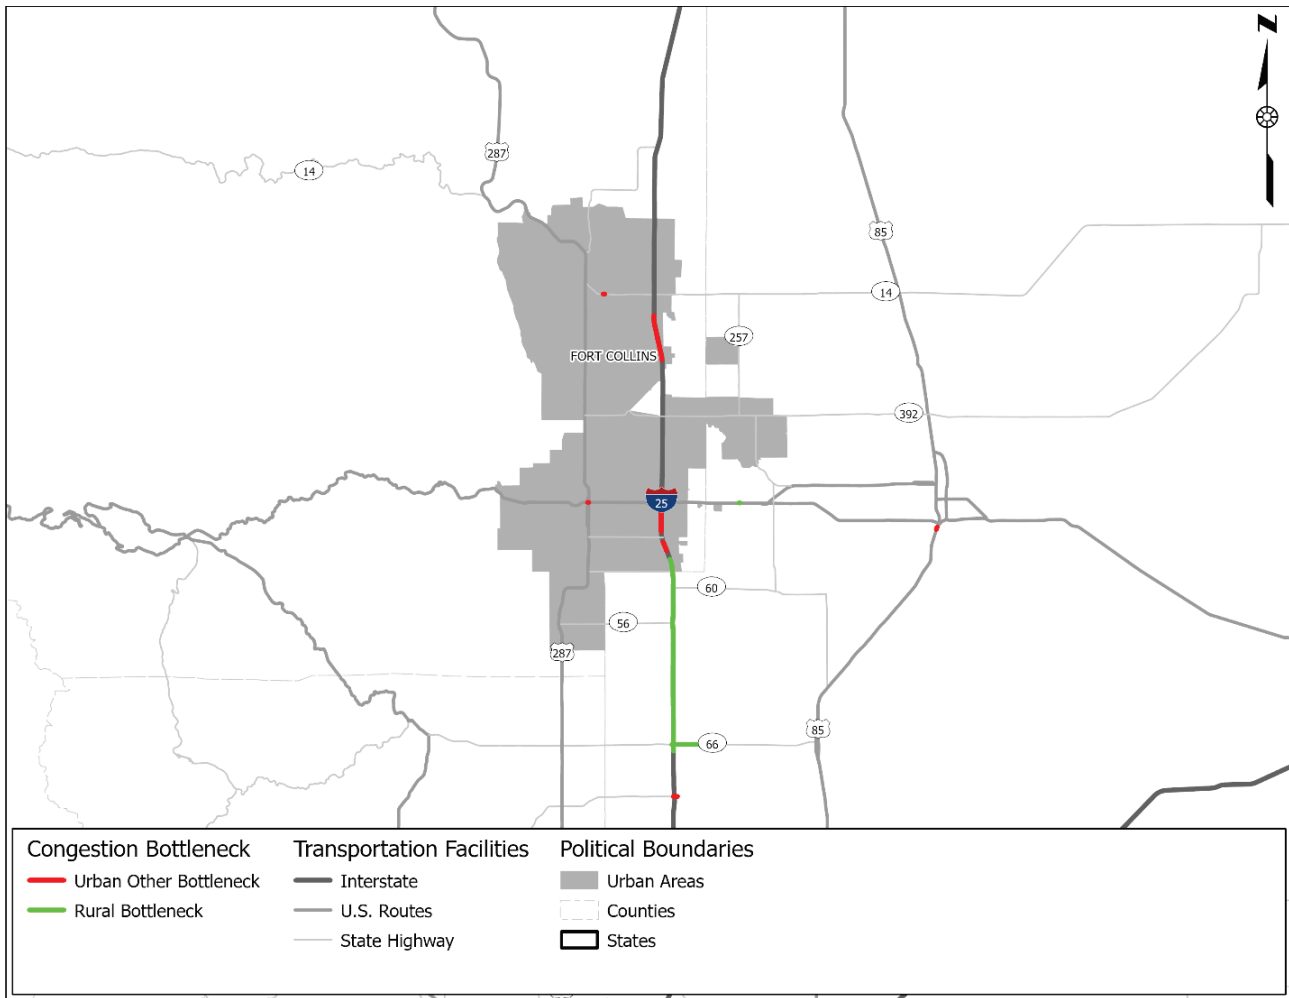 N
287
14
85
14
257
FORT COLLINS
392
25
60
56
287
85
66
Congestion Bottleneck
Urban Other Bottleneck
Rural Bottleneck
Transportation Facilities
Interstate
U.S. Routes
State Highway
Political Boundaries
Urban Areas
Counties
States